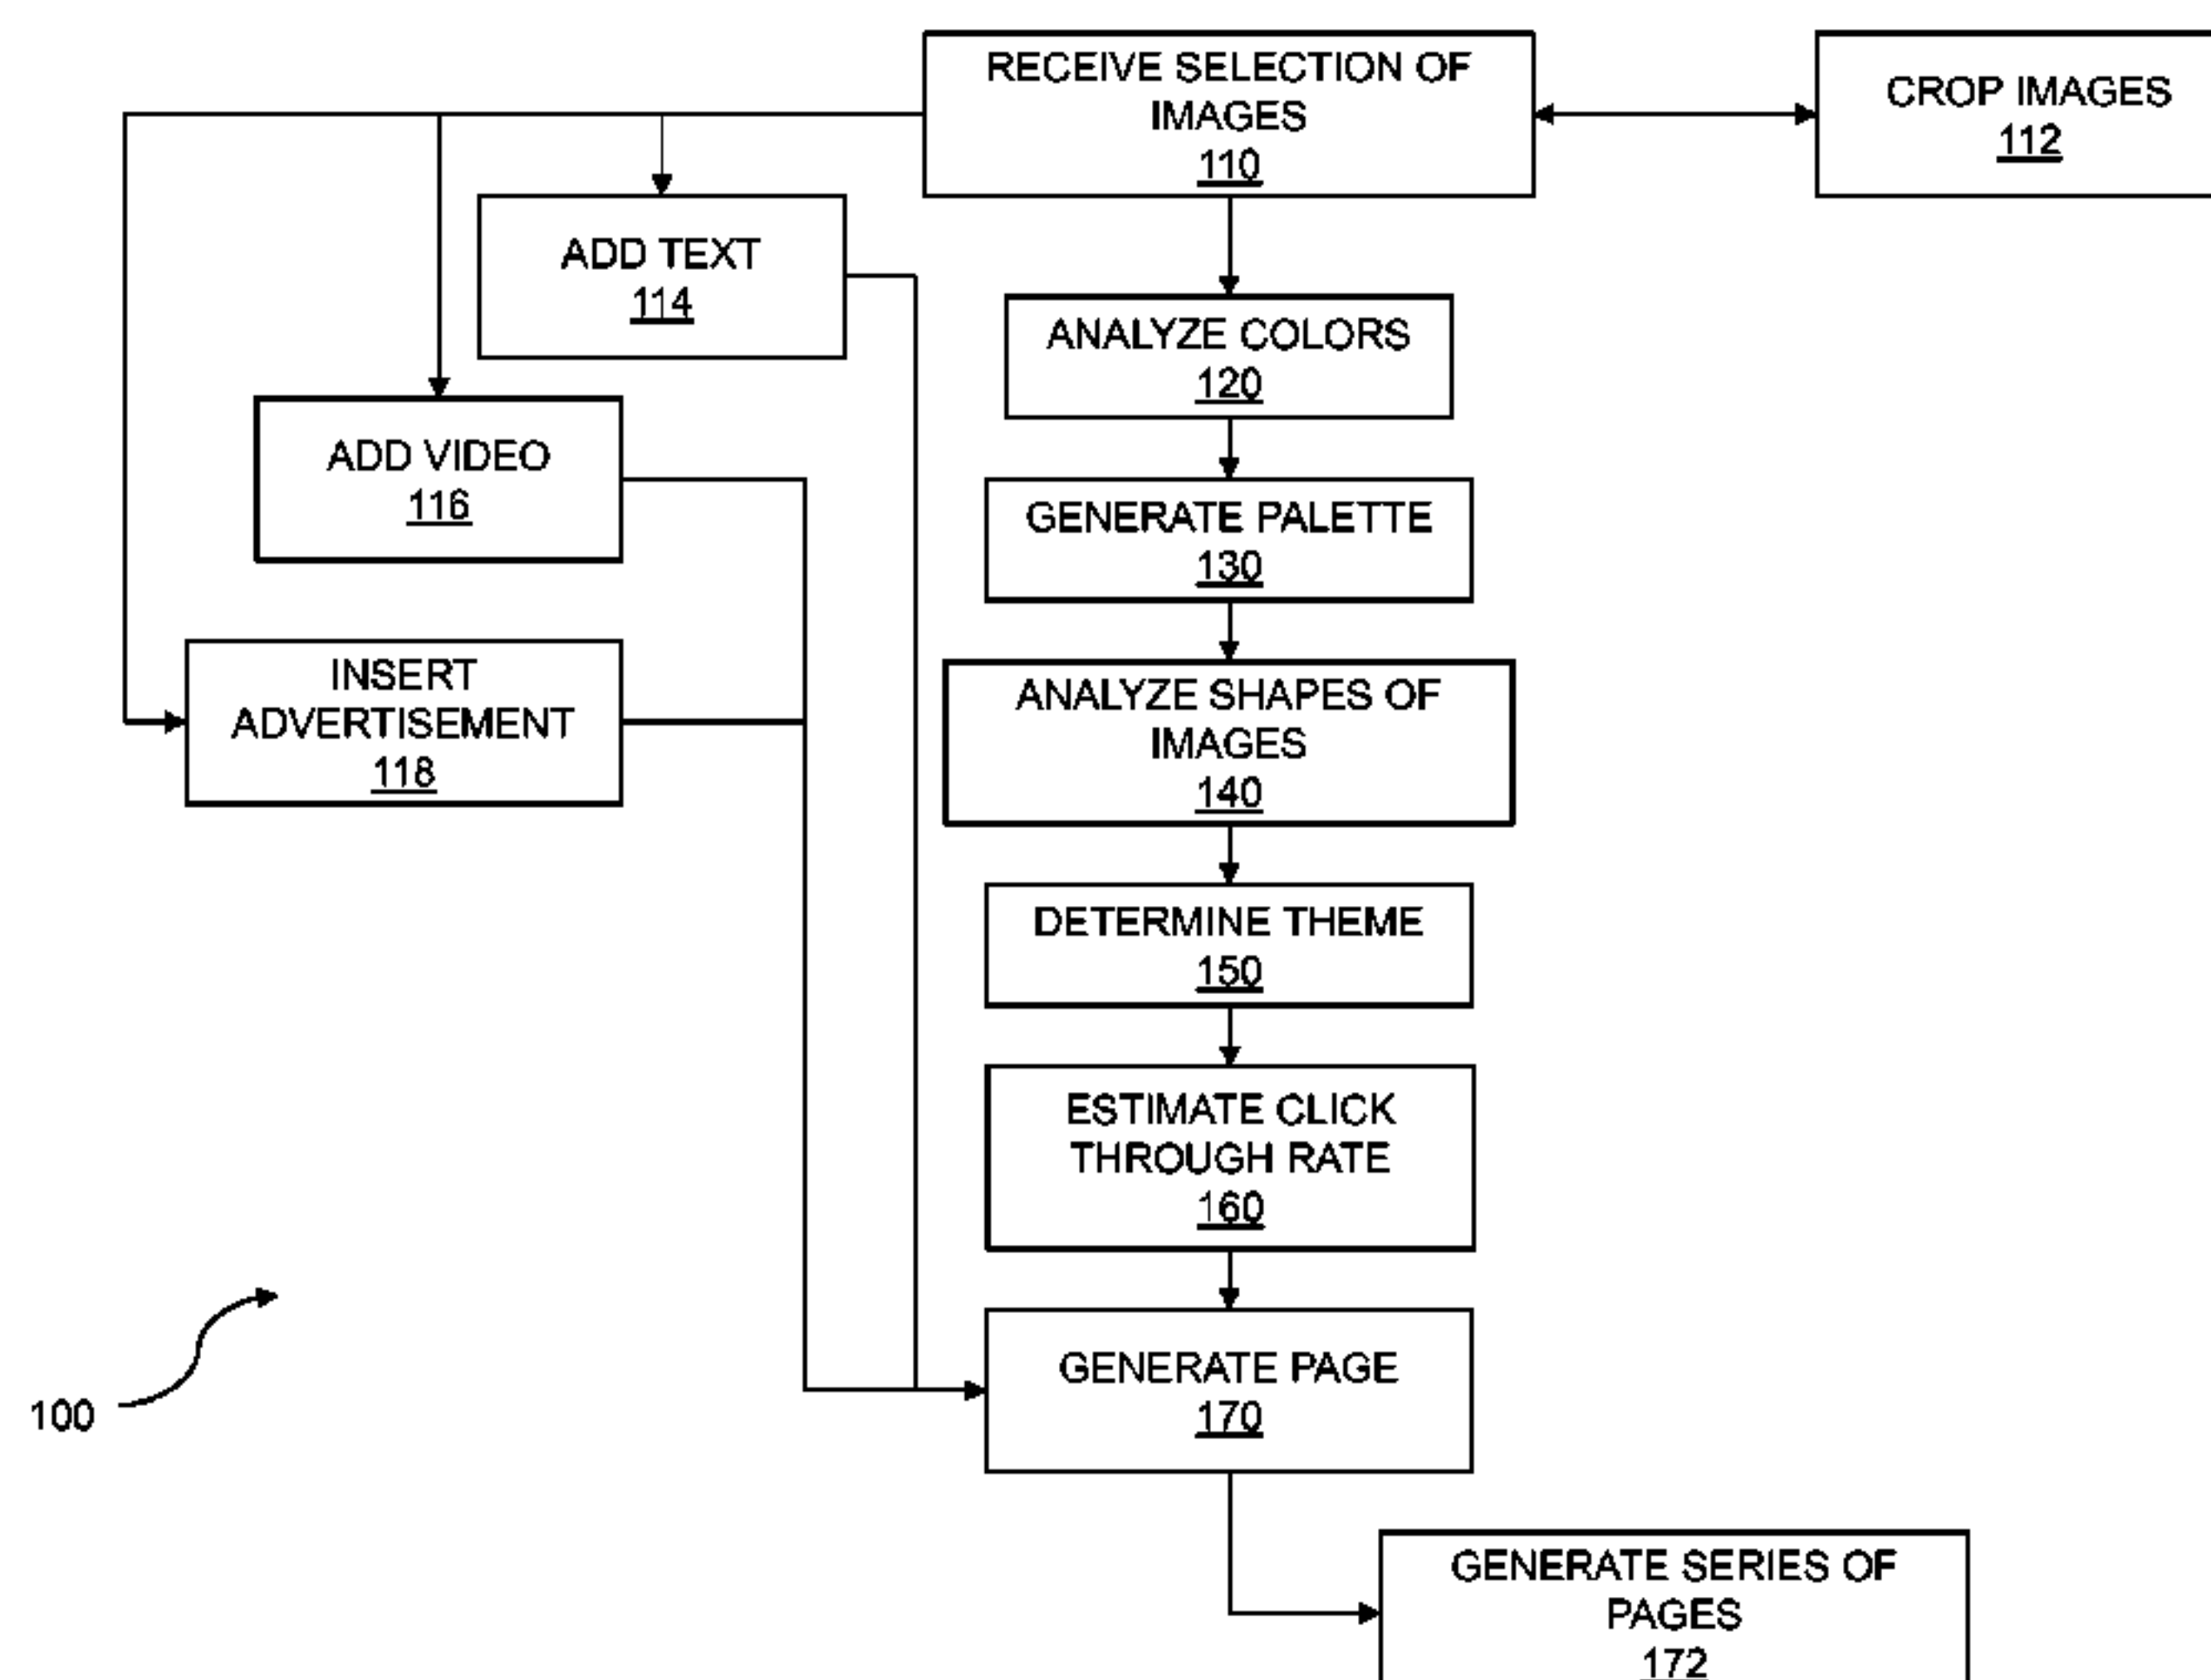 RECEIVE SELECTION OF
IMAGES
110
CROP IMAGES
112
ADD TEXT
114
ANALYZE COLORS
120
ADD VIDEO
116
GENERATE PALETTE
130
INSERT
ADVERTISEMENT
118
ANALYZE SHAPES OF
IMAGES
140
DETERMINE THEME
150
ESTIMATE CLICK
THROUGH RATE
160
GENERATE PAGE
170
100
GENERATE SERIES OF
PAGES
172